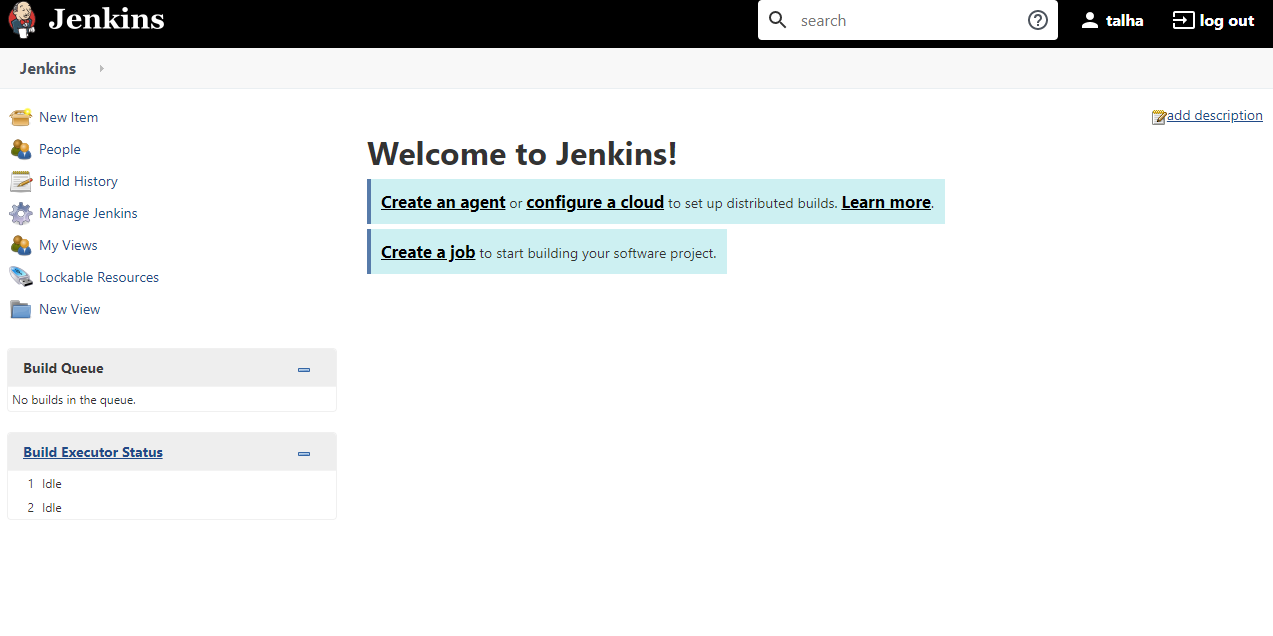 Jenkins
search
talha
log out
Jenkins
New Item
People
Build History
Manage Jenkins
My Views
Lockable Resources
New View
Build Queue
No builds in the queue.
Build Executor Status
1 Idle
2 Idle
add description
Welcome to Jenkins!
Create an agent or configure a cloud to set up distributed builds. Learn more.
Create a job to start building your software project.